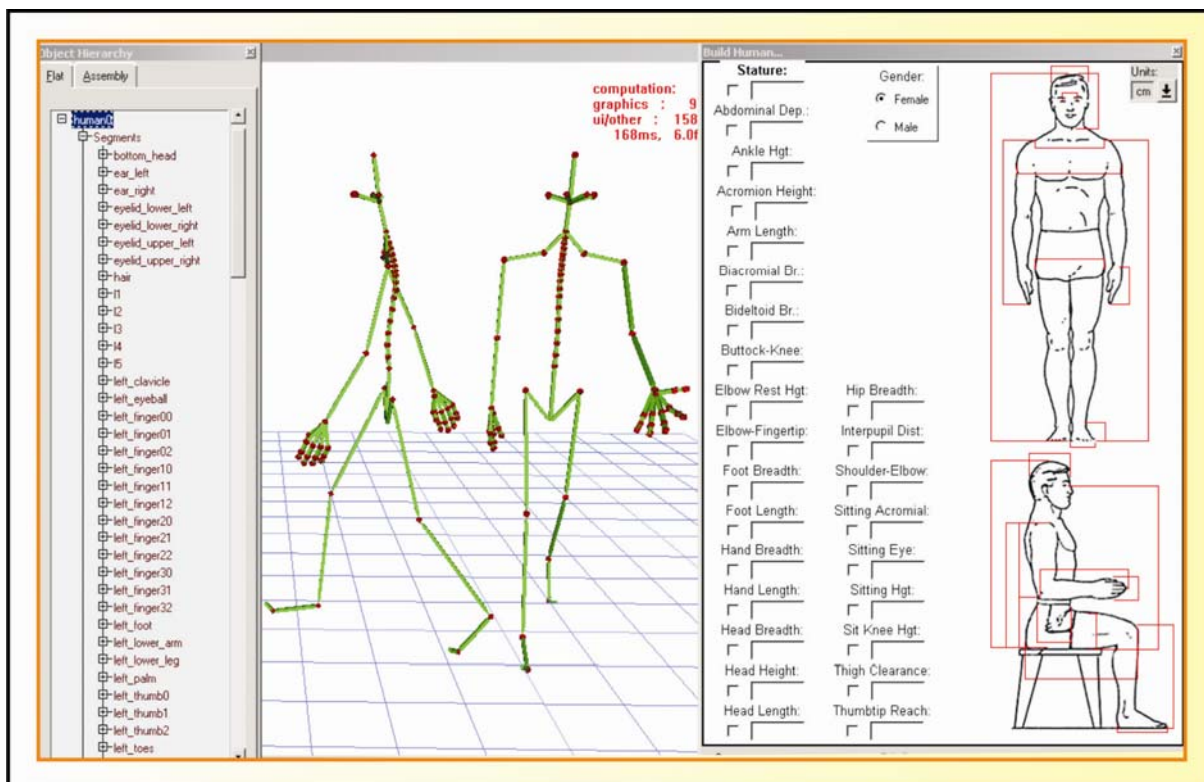 Object Hierarchy
Flat
Assembly
human0
Segments
bottom_head
ear_left
ear_right
eyelid_lower_left
eyelid_lower_right
eyelid_upper_left
eyelid_upper_right
hair
l1
l2
l3
l4
l5
left_clavicle
left_eyeball
left_finger00
left_finger01
left_finger02
left_finger10
left_finger11
left_finger12
left_finger20
left_finger21
left_finger22
left_finger30
left_finger31
left_finger32
left_foot
left_lower_arm
left_lower_leg
left_palm
left_thumb0
left_thumb1
left_thumb2
left_toes
computation:
graphics : 9
ui/other : 158
168ms, 6.0f
Build Human...
Stature:
Abdominal Dep.:
Ankle Hgt:
Acromion Height:
Arm Length:
Biacromial Br.:
Bideltoid Br.:
Buttock-Knee:
Elbow Rest Hgt:
Elbow-Fingertip:
Foot Breadth:
Foot Length:
Hand Breadth:
Hand Length:
Head Breadth:
Head Height:
Head Length:
Hip Breadth:
Interpupil Dist:
Shoulder-Elbow:
Sitting Acromial:
Sitting Eye:
Sitting Hgt:
Sit Knee Hgt:
Thigh Clearance:
Thumbtip Reach:
Gender:
Female
Male
Units:
cm